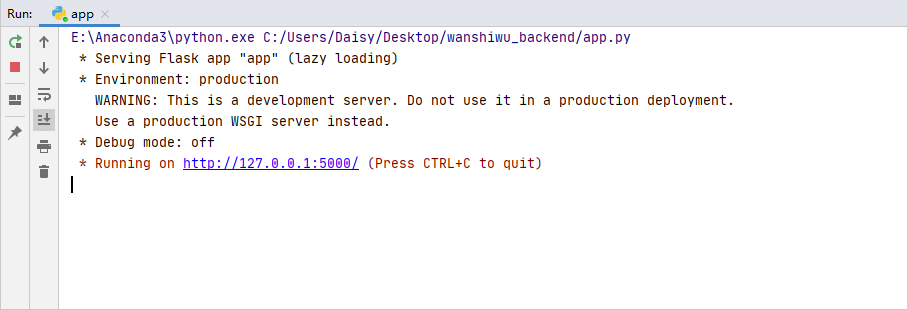 Run: app
E:\Anaconda3\python.exe C:/Users/Daisy/Desktop/wanshiwu_backend/app.py
* Serving Flask app "app" (lazy loading)
* Environment: production
WARNING: This is a development server. Do not use it in a production deployment.
Use a production WSGI server instead.
* Debug mode: off
* Running on http://127.0.0.1:5000/ (Press CTRL+C to quit)